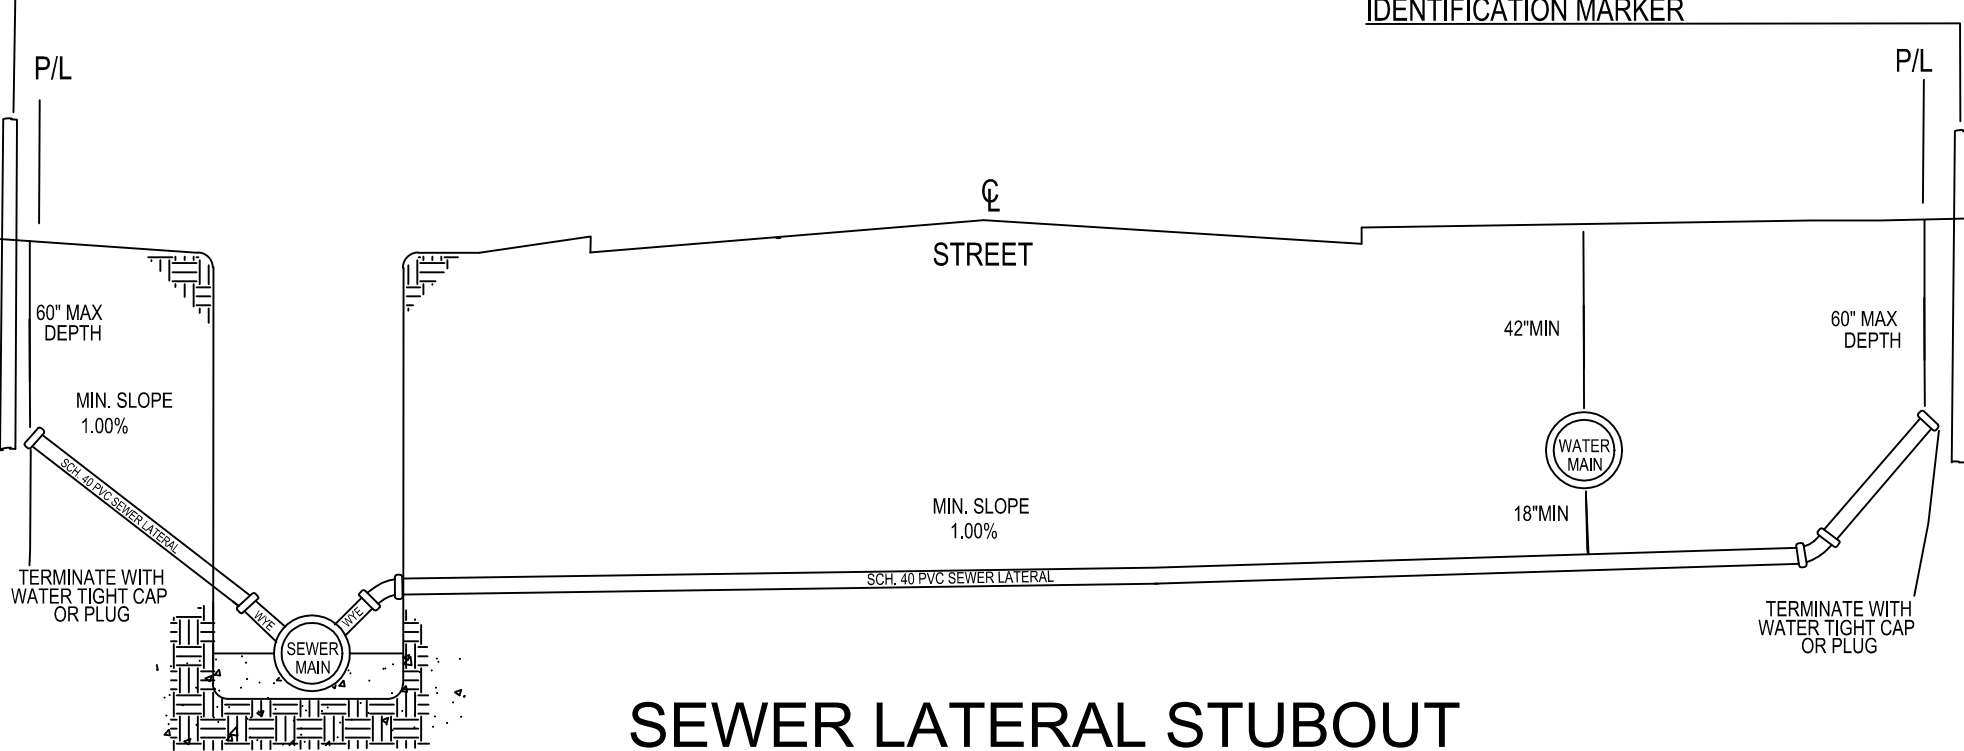 IDENTIFICATION MARKER
P/L
P/L
℄
STREET
60" MAX
DEPTH
42"MIN
60" MAX
DEPTH
MIN. SLOPE
1.00%
WATER
MAIN
SCH. 40 PVC SEWER LATERAL
MIN. SLOPE
1.00%
18"MIN
SCH. 40 PVC SEWER LATERAL
TERMINATE WITH
WATER TIGHT CAP
OR PLUG
WYE
WYE
SEWER
MAIN
TERMINATE WITH
WATER TIGHT CAP
OR PLUG
SEWER LATERAL STUBOUT